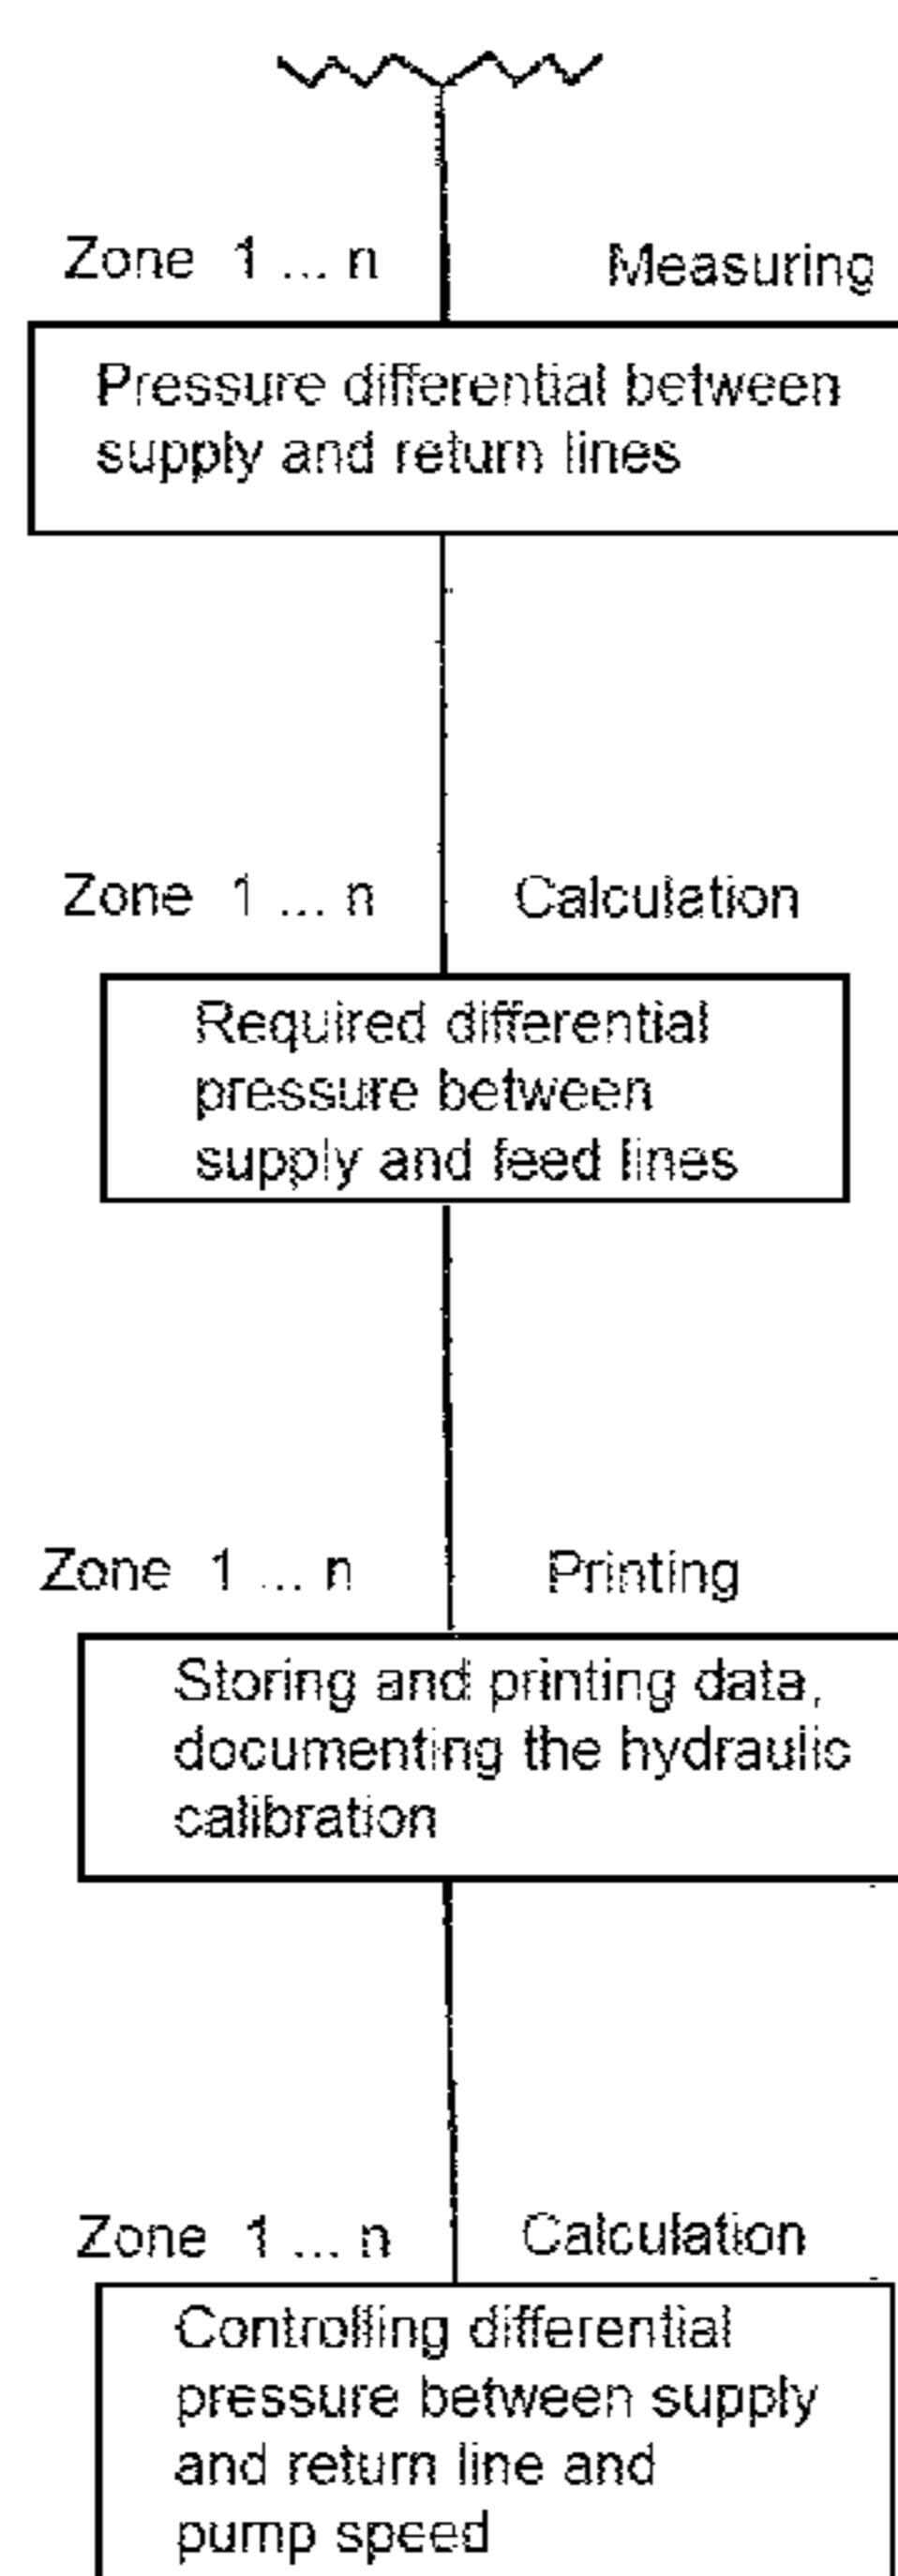 Zone 1 ... n Measuring
Pressure differential between
supply and return lines
Zone 1 ... n Calculation
Required differential
pressure between
supply and feed lines
Zone 1 ... n Printing
Storing and printing data,
documenting the hydraulic
calibration
Zone 1 ... n Calculation
Controlling differential
pressure between supply
and return line and
pump speed